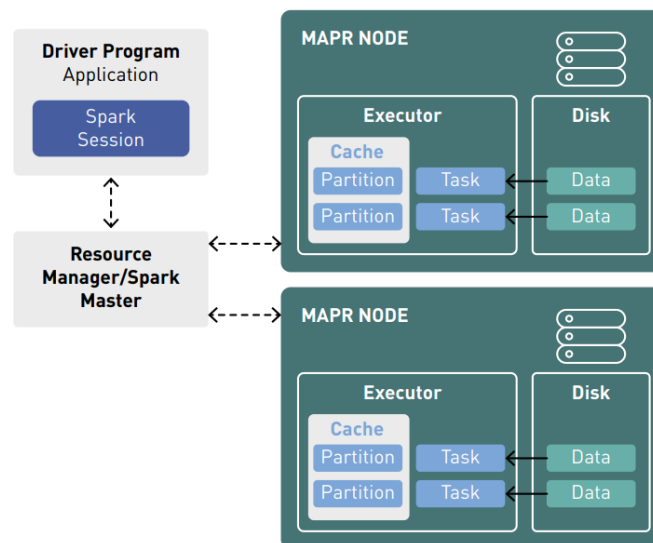 Driver Program
Application
Spark
Session
Resource
Manager/Spark
Master
MAPR NODE
Executor
Disk
Cache
Partition
Task
Data
Partition
Task
Data
MAPR NODE
Executor
Disk
Cache
Partition
Task
Data
Partition
Task
Data